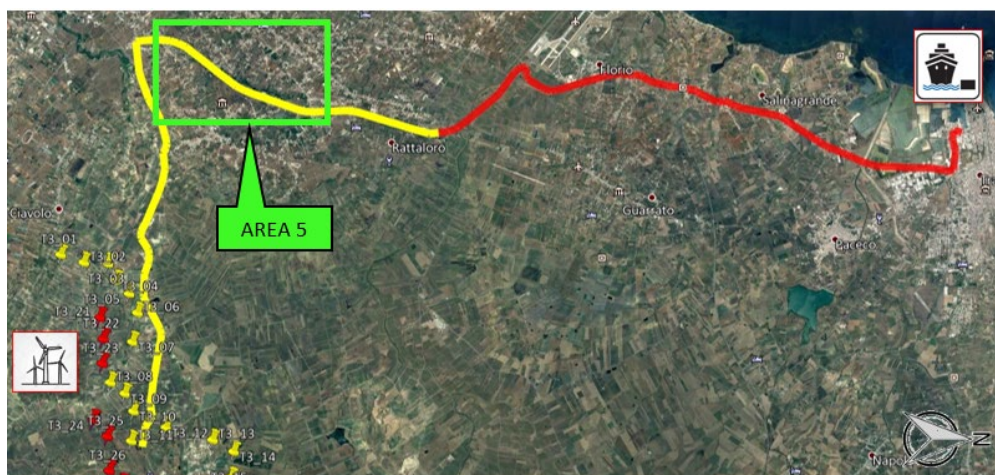 Florio
Salinagrande
Rattaloro
Guarrato
Paceco
AREA 5
Ciavolo
T3_01
T3_02
T3_03
T3_04
T3_05
T3_06
T3_21
T3_22
T3_23
T3_07
T3_08
T3_09
T3_10
T3_24
T3_25
T3_11
T3_12
T3_13
T3_14
T3_26
Napol
N